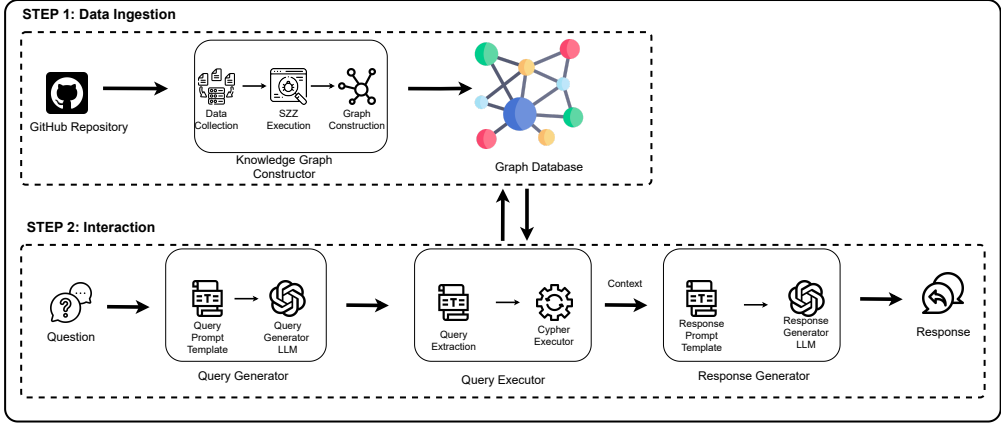 STEP 1: Data Ingestion
GitHub Repository
Data
Collection
SZZ
Execution
Graph
Construction
Knowledge Graph
Constructor
Graph Database
STEP 2: Interaction
Question
T
Query
Prompt
Template
Query
Generator
LLM
Query Generator
T
Query
Extraction
Cypher
Executor
Query Executor
Context
T
Response
Prompt
Template
Response
Generator
LLM
Response Generator
Response